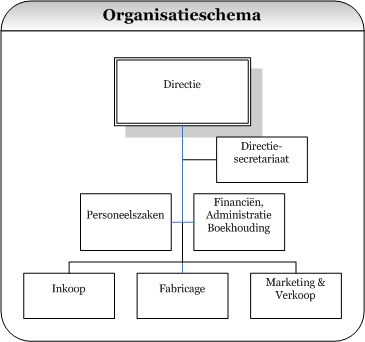 Organisatieschema
Directie
Directie-
secretariaat
Personeelszaken
Financiën,
Administratie
Boekhouding
Inkoop
Fabricage
Marketing &
Verkoop